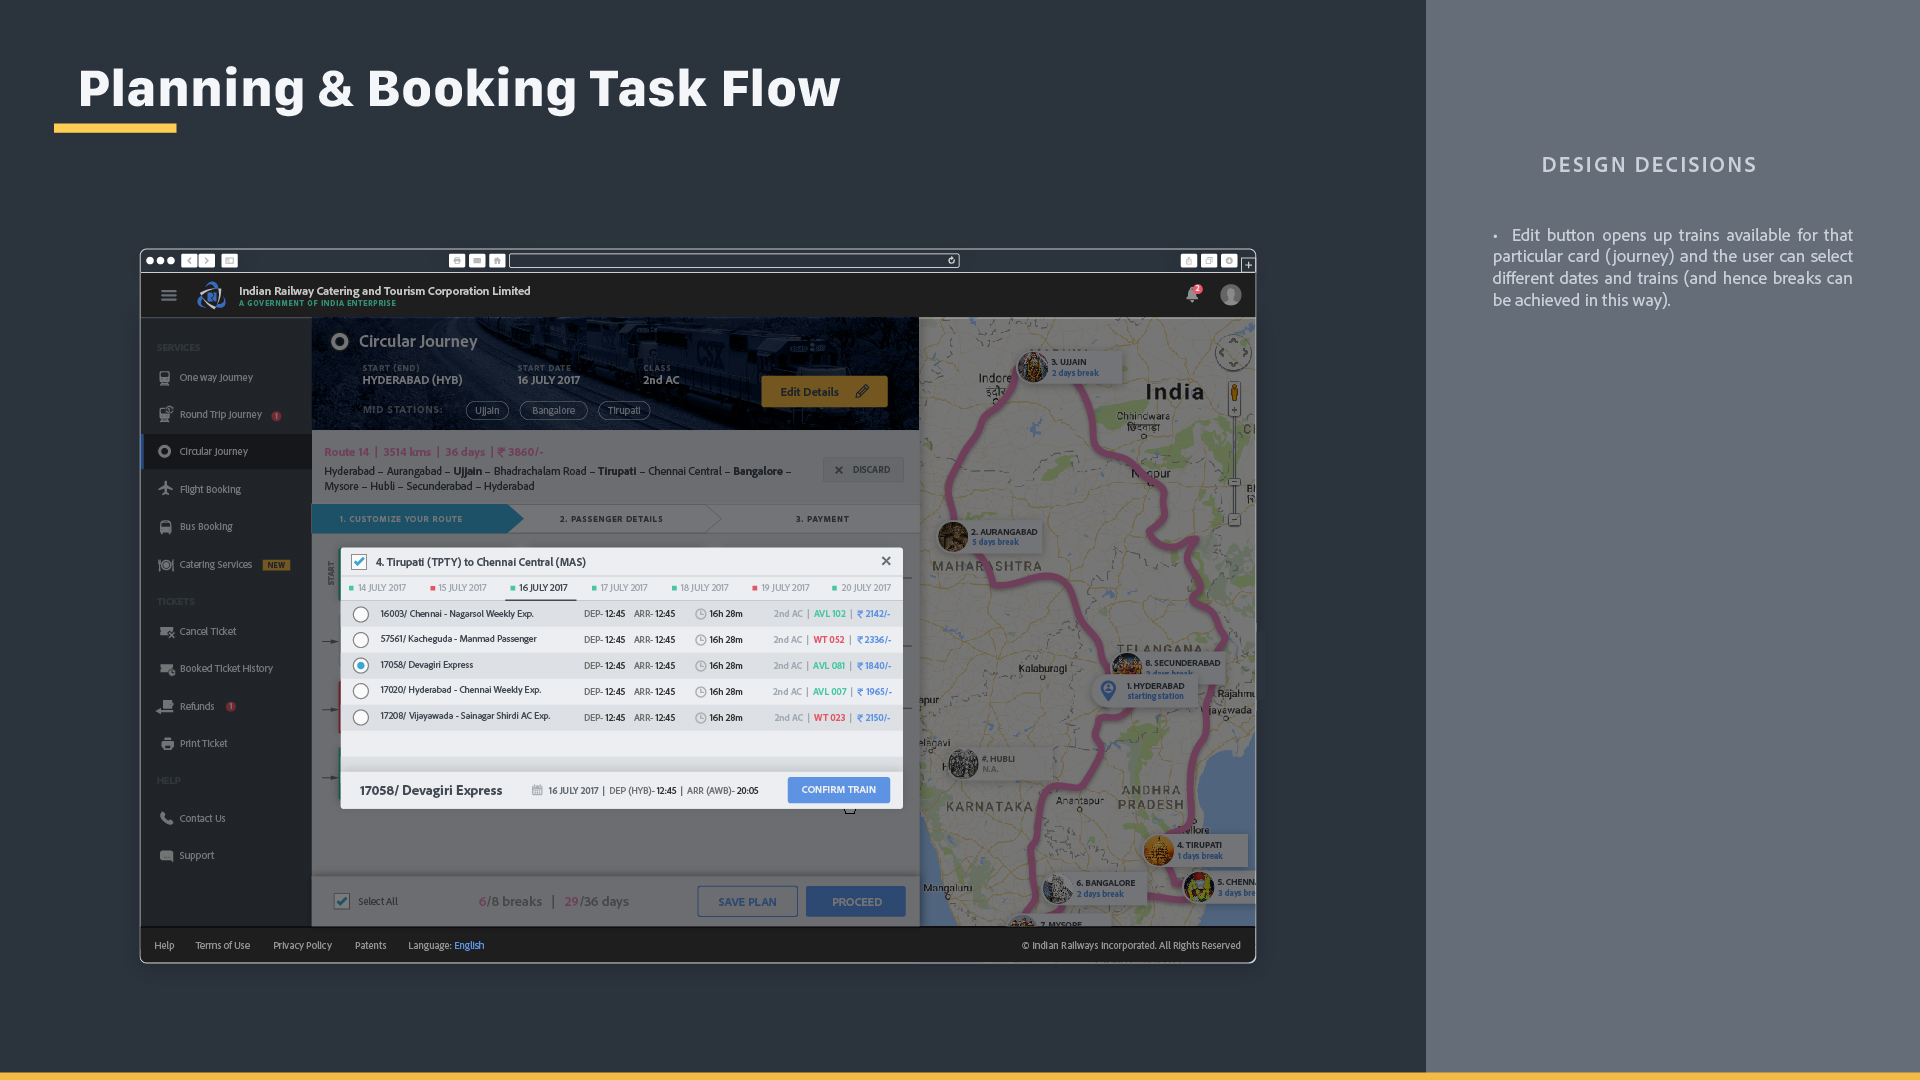 Planning & Booking Task Flow
DESIGN DECISIONS
• Edit button opens up trains available for that
particular card (journey) and the user can select
different dates and trains (and hence breaks can
be achieved in this way).
Indian Railway Catering and Tourism Corporation Limited
A GOVERNMENT OF INDIA ENTERPRISE
2
SERVICES
One way Journey
Round Trip Journey 1
Circular Journey
Flight Booking
Bus Booking
Catering Services NEW
TICKETS
Cancel Ticket
Booked Ticket History
Refunds 1
Print Ticket
HELP
Contact Us
Support
Circular Journey
START (END) START DATE CLASS
HYDERABAD (HYB) 16 JULY 2017 2nd AC
Edit Details
MID STATIONS: Ujjain Bangalore Tirupati
Route 14 | 3514 kms | 36 days | ₹ 3860/-
Hyderabad – Aurangabad – Ujjain – Bhadrachalam Road – Tirupati – Chennai Central – Bangalore –
Mysore – Hubli – Secunderabad – Hyderabad
DISCARD
1. CUSTOMIZE YOUR ROUTE 2. PASSENGER DETAILS 3. PAYMENT
START
4. Tirupati (TPTY) to Chennai Central (MAS)
14 JULY 2017 15 JULY 2017 16 JULY 2017 17 JULY 2017 18 JULY 2017 19 JULY 2017 20 JULY 2017
16003/ Chennai - Nagarsol Weekly Exp. DEP- 12:45 ARR- 12:45 16h 28m 2nd AC | AVL 102 | ₹ 2142/-
57561/ Kacheguda - Manmad Passenger DEP- 12:45 ARR- 12:45 16h 28m 2nd AC | WT 052 | ₹ 2336/-
17058/ Devagiri Express DEP- 12:45 ARR- 12:45 16h 28m 2nd AC | AVL 081 | ₹ 1840/-
17020/ Hyderabad - Chennai Weekly Exp. DEP- 12:45 ARR- 12:45 16h 28m 2nd AC | AVL 007 | ₹ 1965/-
17208/ Vijayawada - Sainagar Shirdi AC Exp. DEP- 12:45 ARR- 12:45 16h 28m 2nd AC | WT 023 | ₹ 2150/-
17058/ Devagiri Express 16 JULY 2017 | DEP (HYB)- 12:45 | ARR (AWB)- 20:05 CONFIRM TRAIN
Select All 6/8 breaks | 29/36 days SAVE PLAN PROCEED
3. UJJAIN
2 days break
Indore
इंदौर
India
Chhindwara
छिंदवाड़ा
Nagpur
2. AURANGABAD
5 days break
MAHARASHTRA
TELANGANA
Kalaburagi
8. SECUNDERABAD
1. HYDERABAD
starting station
Rajahmu
Vijayawada
#. HUBLI
N.A.
KARNATAKA
Anantapur
ANDHRA
PRADESH
4. TIRUPATI
1 days break
Mangaluru
6. BANGALORE
2 days break
5. CHENN
3 days bre
7. MYSORE
Help Terms of Use Privacy Policy Patents Language: English
© Indian Railways Incorporated. All Rights Reserved